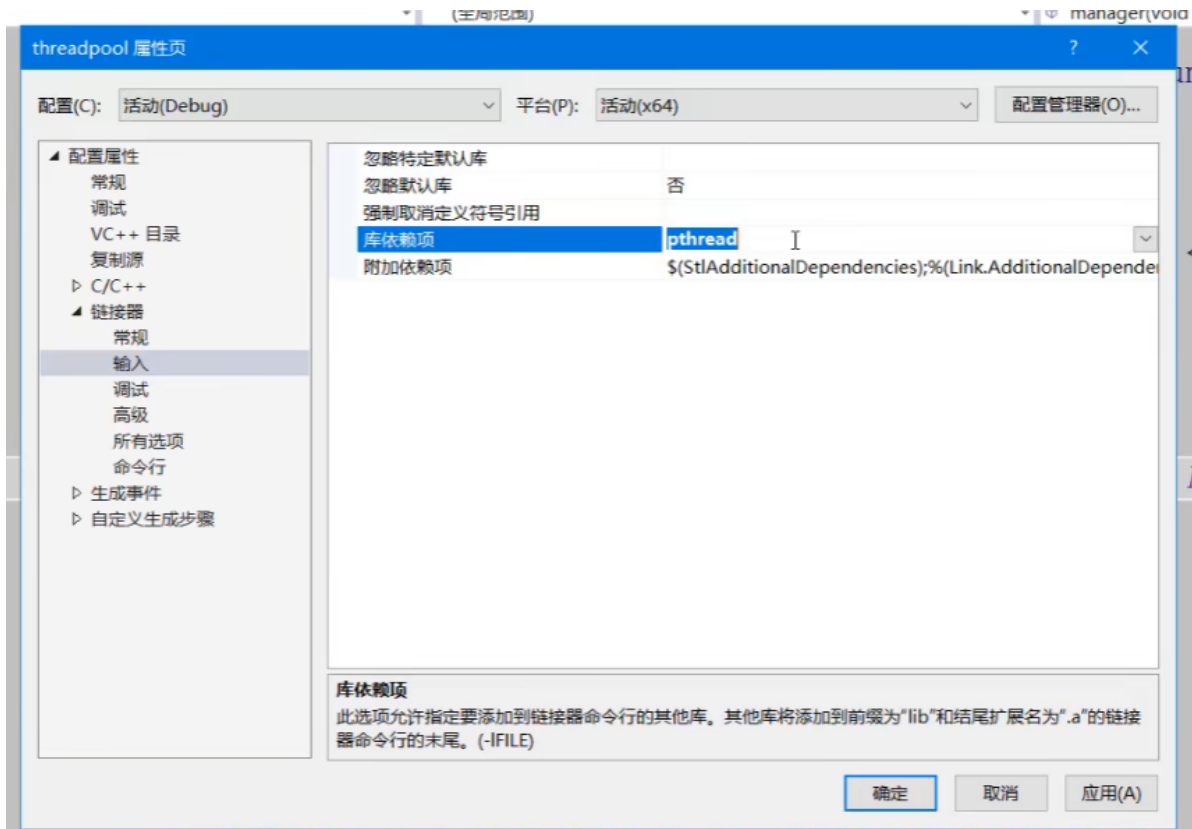 (全局范围) manager(void
threadpool 属性页
配置(C): 活动(Debug) 平台(P): 活动(x64) 配置管理器(O)...
配置属性
常规
调试
VC++ 目录
复制源
C/C++
链接器
常规
输入
调试
高级
所有选项
命令行
生成事件
自定义生成步骤
忽略特定默认库
忽略默认库 否
强制取消定义符号引用
库依赖项 pthread
附加依赖项 $(StlAdditionalDependencies);%(Link.AdditionalDepende
库依赖项
此选项允许指定要添加到链接器命令行的其他库。其他库将添加到前缀为"lib"和结尾扩展名为".a"的链接
器命令行的末尾。(-lFILE)
确定 取消 应用(A)